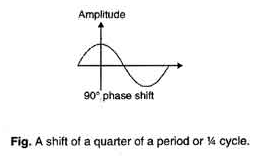 Amplitude
90° phase shift
Fig. A shift of a quarter of a period or ¼ cycle.